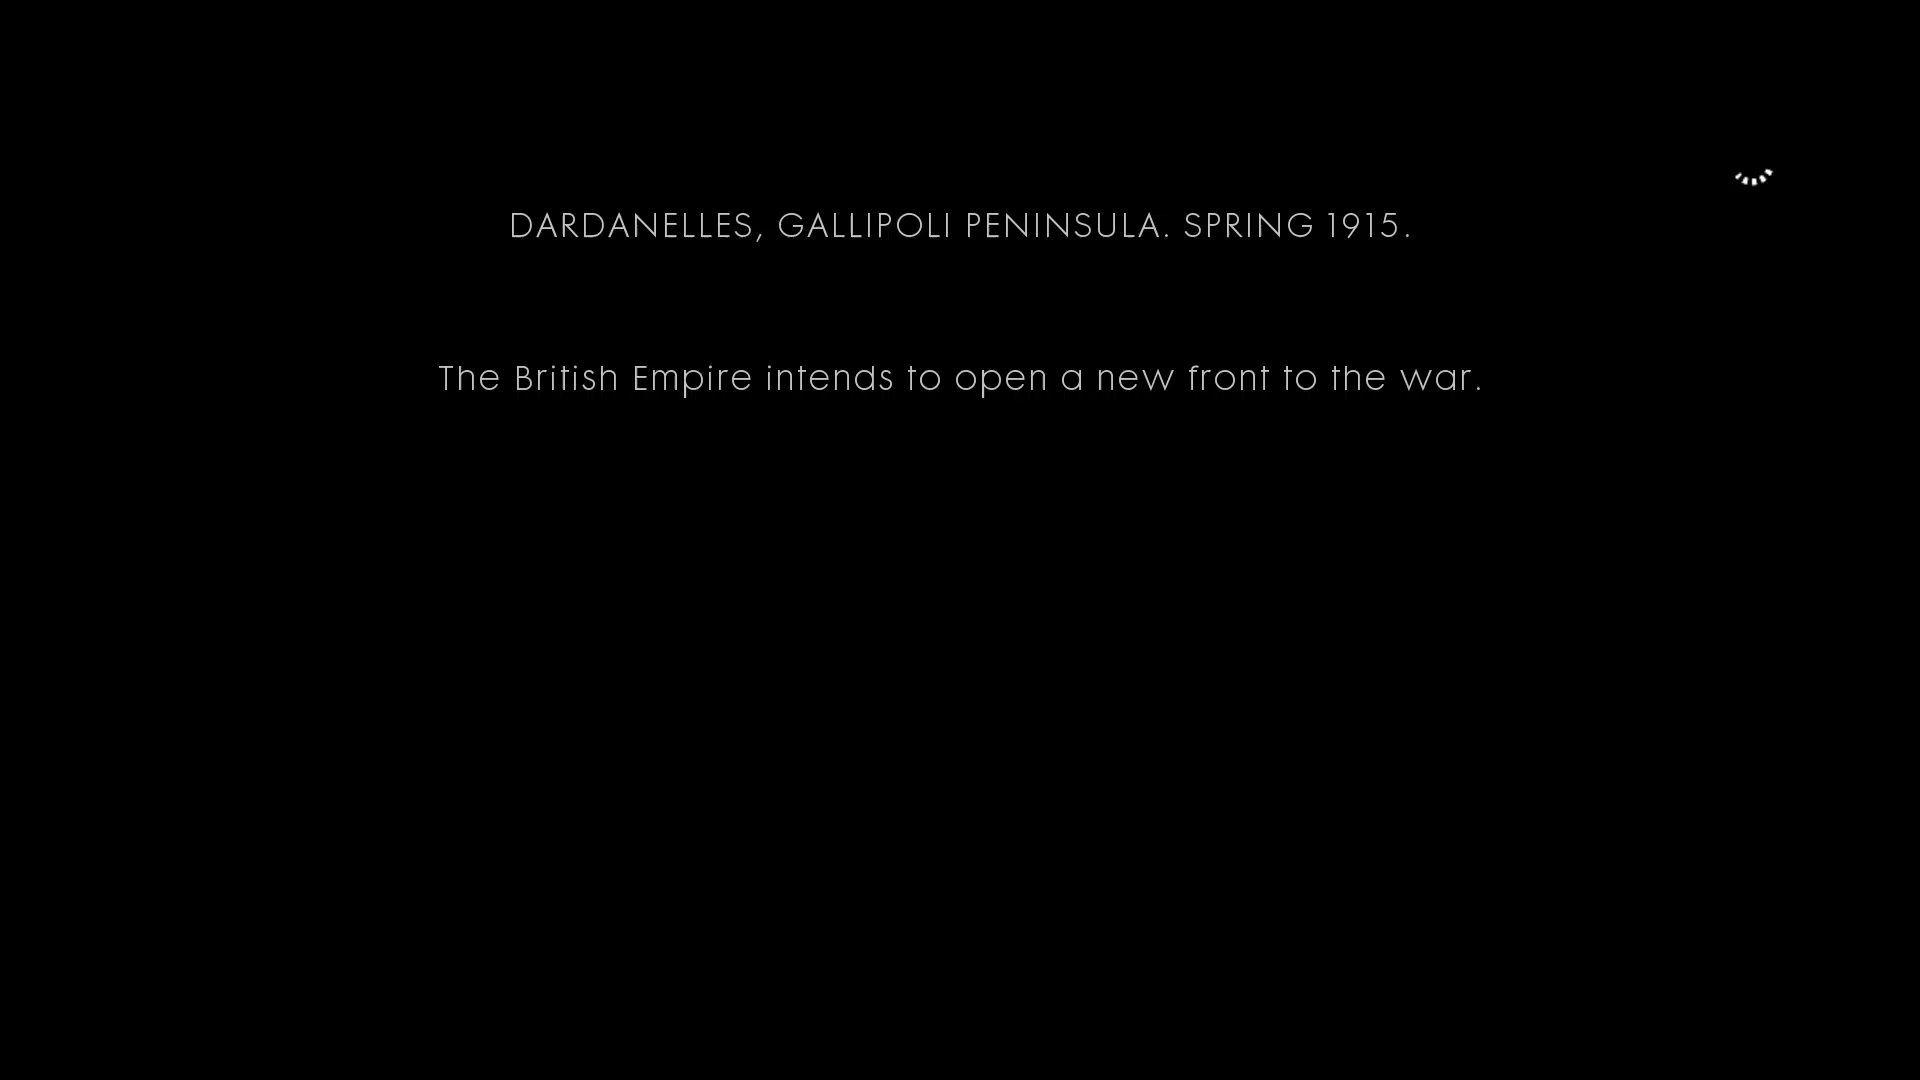 DARDANELLES, GALLIPOLI PENINSULA. SPRING 1915.
The British Empire intends to open a new front to the war.